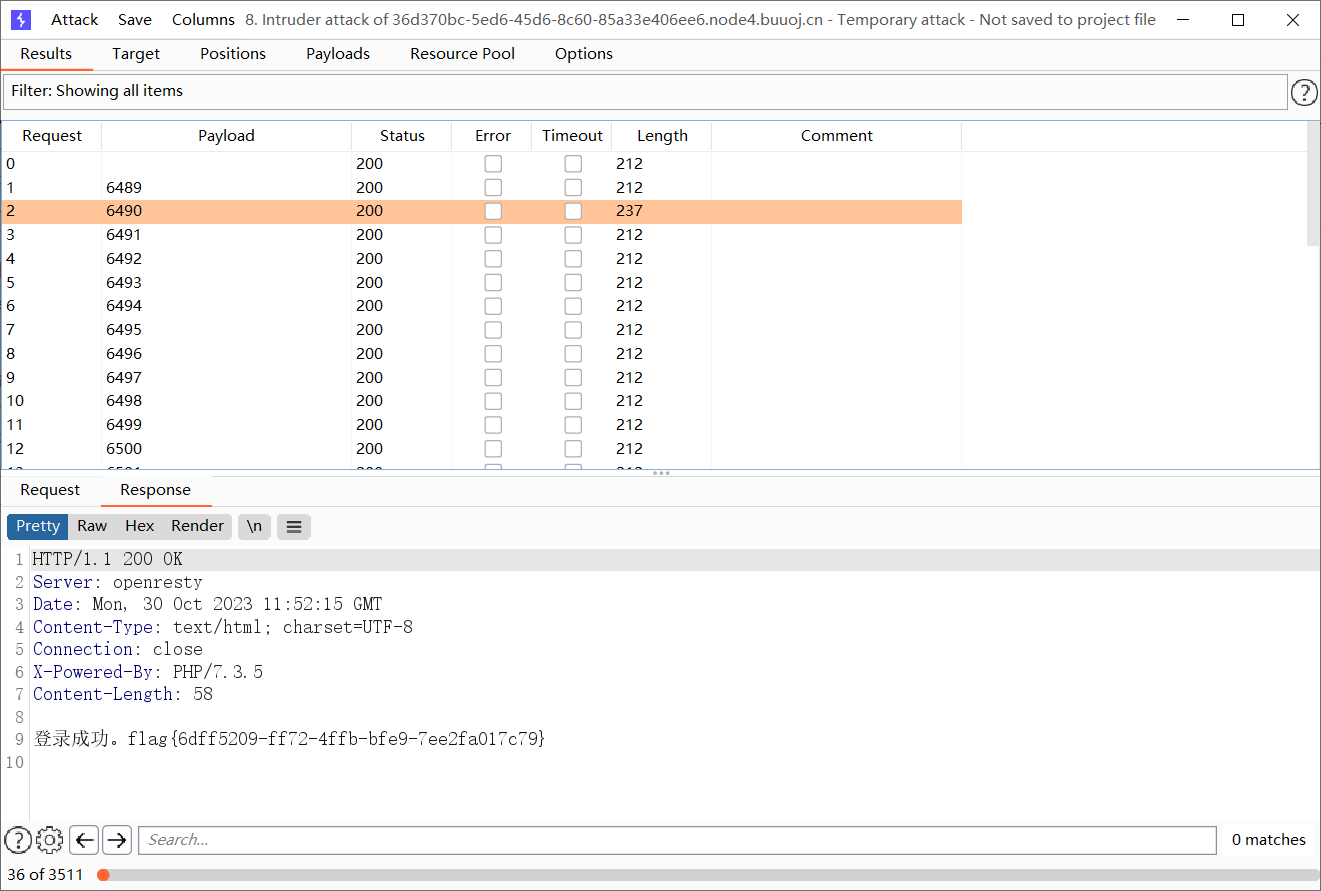 Attack Save Columns 8. Intruder attack of 36d370bc-5ed6-45d6-8c60-85a33e406ee6.node4.buuoj.cn - Temporary attack - Not saved to project file
Results Target Positions Payloads Resource Pool Options
Filter: Showing all items
?
Request Payload Status Error Timeout Length Comment
0 200 212
1 6489 200 212
2 6490 200 237
3 6491 200 212
4 6492 200 212
5 6493 200 212
6 6494 200 212
7 6495 200 212
8 6496 200 212
9 6497 200 212
10 6498 200 212
11 6499 200 212
12 6500 200 212
Request Response
Pretty Raw Hex Render \n
1 HTTP/1.1 200 OK
2 Server: openresty
3 Date: Mon, 30 Oct 2023 11:52:15 GMT
4 Content-Type: text/html; charset=UTF-8
5 Connection: close
6 X-Powered-By: PHP/7.3.5
7 Content-Length: 58
8
9 登录成功。flag{6dff5209-ff72-4ffb-bfe9-7ee2fa017c79}
10
? Search... 0 matches
36 of 3511